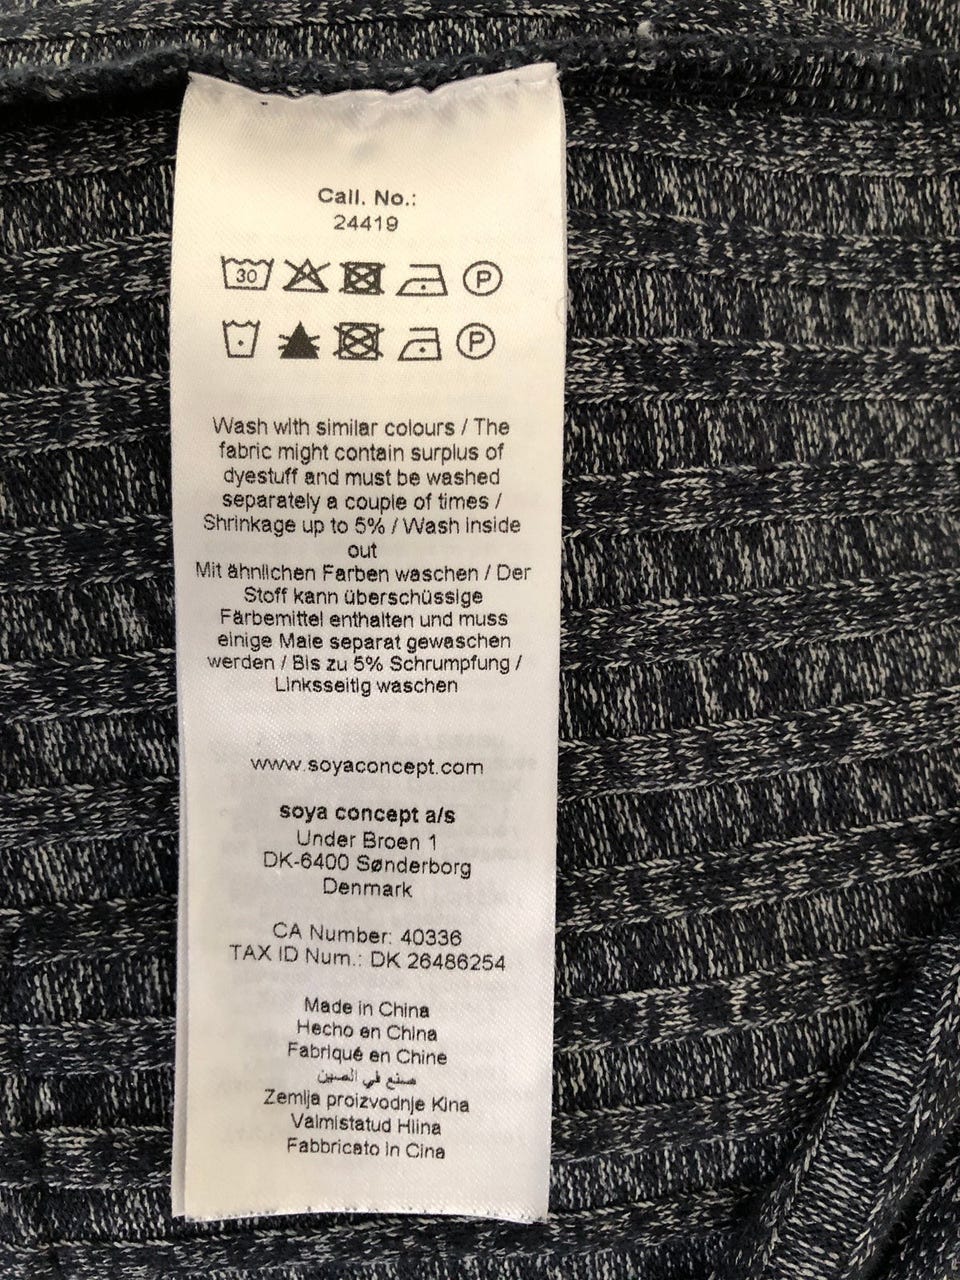 Call. No.:
24419
30 P
P
Wash with similar colours / The
fabric might contain surplus of
dyestuff and must be washed
separately a couple of times /
Shrinkage up to 5% / Wash inside
out
Mit ähnlichen Farben waschen / Der
Stoff kann überschüssige
Färbemittel enthalten und muss
einige Male separat gewaschen
werden / Bis zu 5% Schrumpfung /
Linksseitig waschen
www.soyaconcept.com
soya concept a/s
Under Broen 1
DK-6400 Sønderborg
Denmark
CA Number: 40336
TAX ID Num.: DK 26486254
Made in China
Hecho en China
Fabriqué en Chine
صنع في الصين
Zemlja proizvodnje Kina
Valmistatud Hiina
Fabbricato in Cina